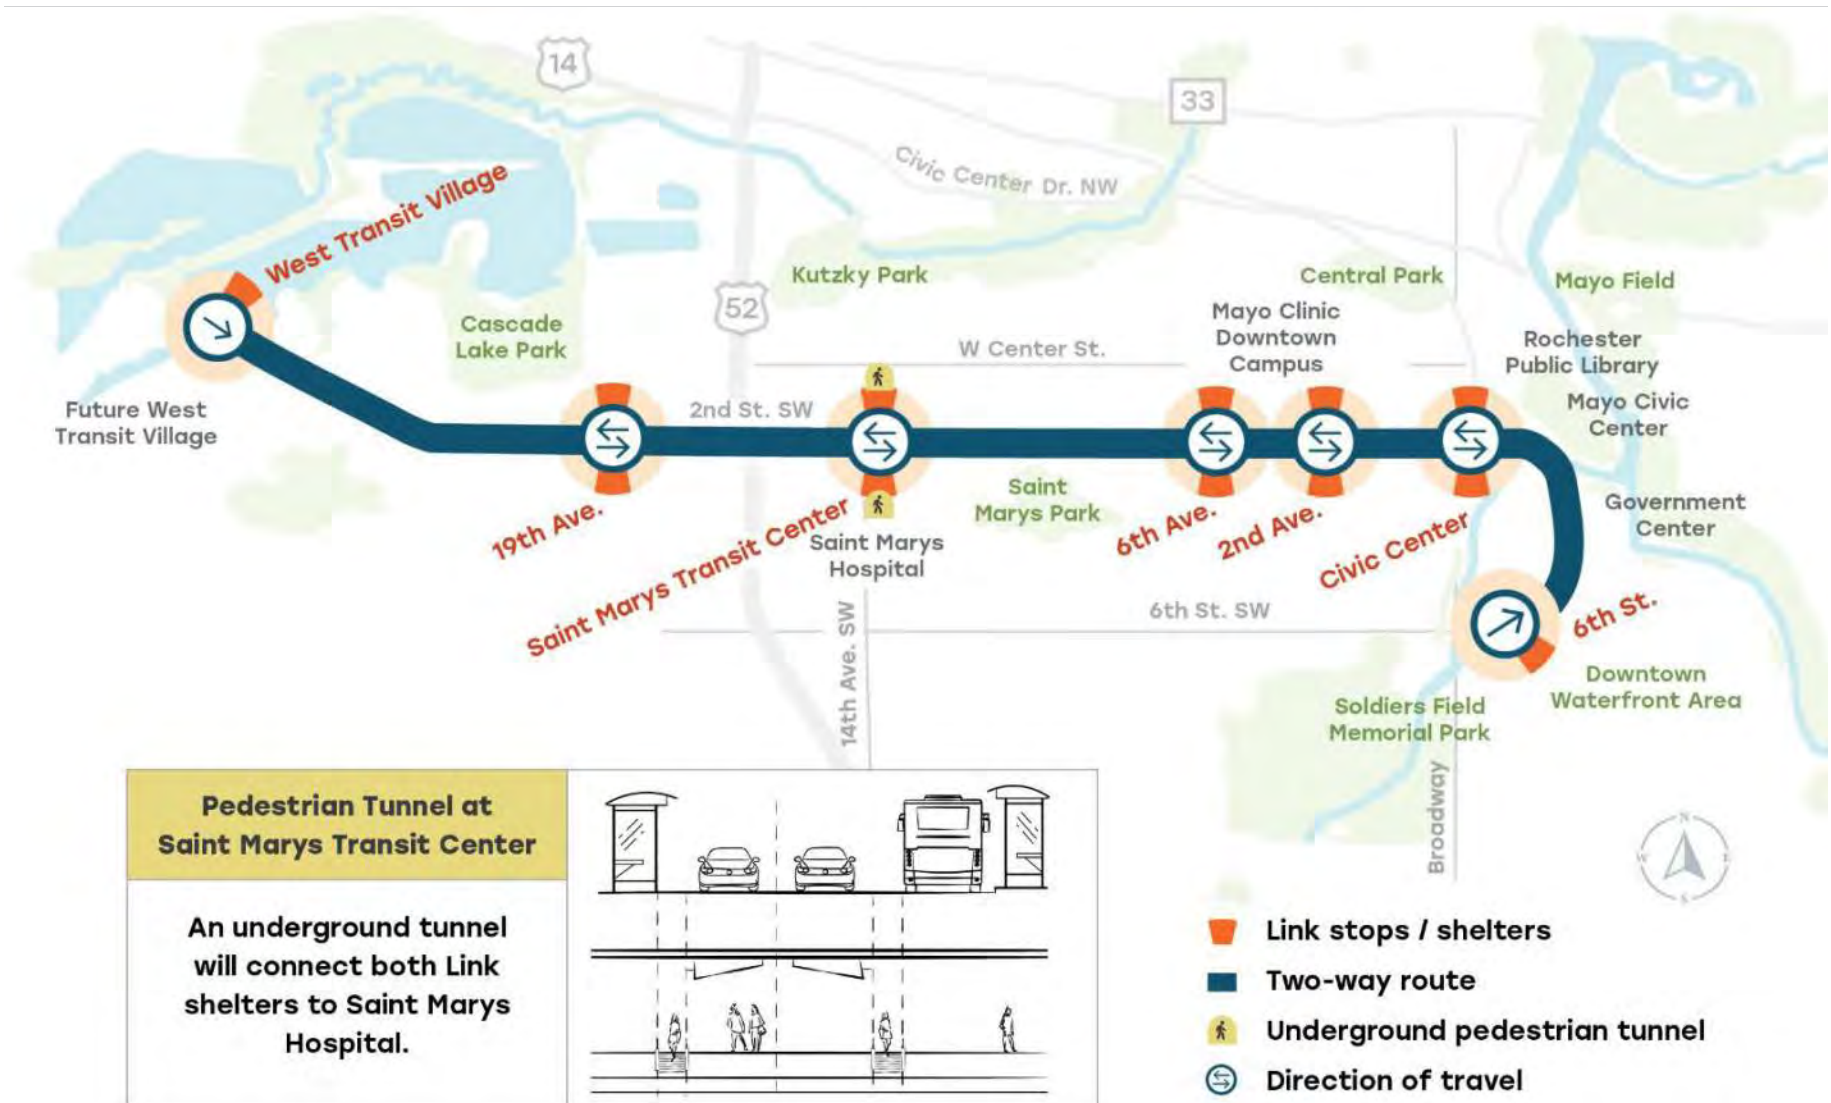 14
33
Civic Center Dr. NW
West Transit Village
Kutzky Park
Central Park
Mayo Field
52
Cascade
Lake Park
Mayo Clinic
Downtown
Campus
Rochester
Public Library
W Center St.
Future West
Transit Village
2nd St. SW
Mayo Civic
Center
19th Ave.
Saint Marys Transit Center
Saint Marys
Hospital
Saint
Marys Park
6th Ave.
2nd Ave.
Civic Center
Government
Center
14th Ave. SW
6th St. SW
6th St.
Downtown
Waterfront Area
Soldiers Field
Memorial Park
Broadway
N
W
E
S
Pedestrian Tunnel at
Saint Marys Transit Center
An underground tunnel
will connect both Link
shelters to Saint Marys
Hospital.
Link stops / shelters
Two-way route
Underground pedestrian tunnel
Direction of travel